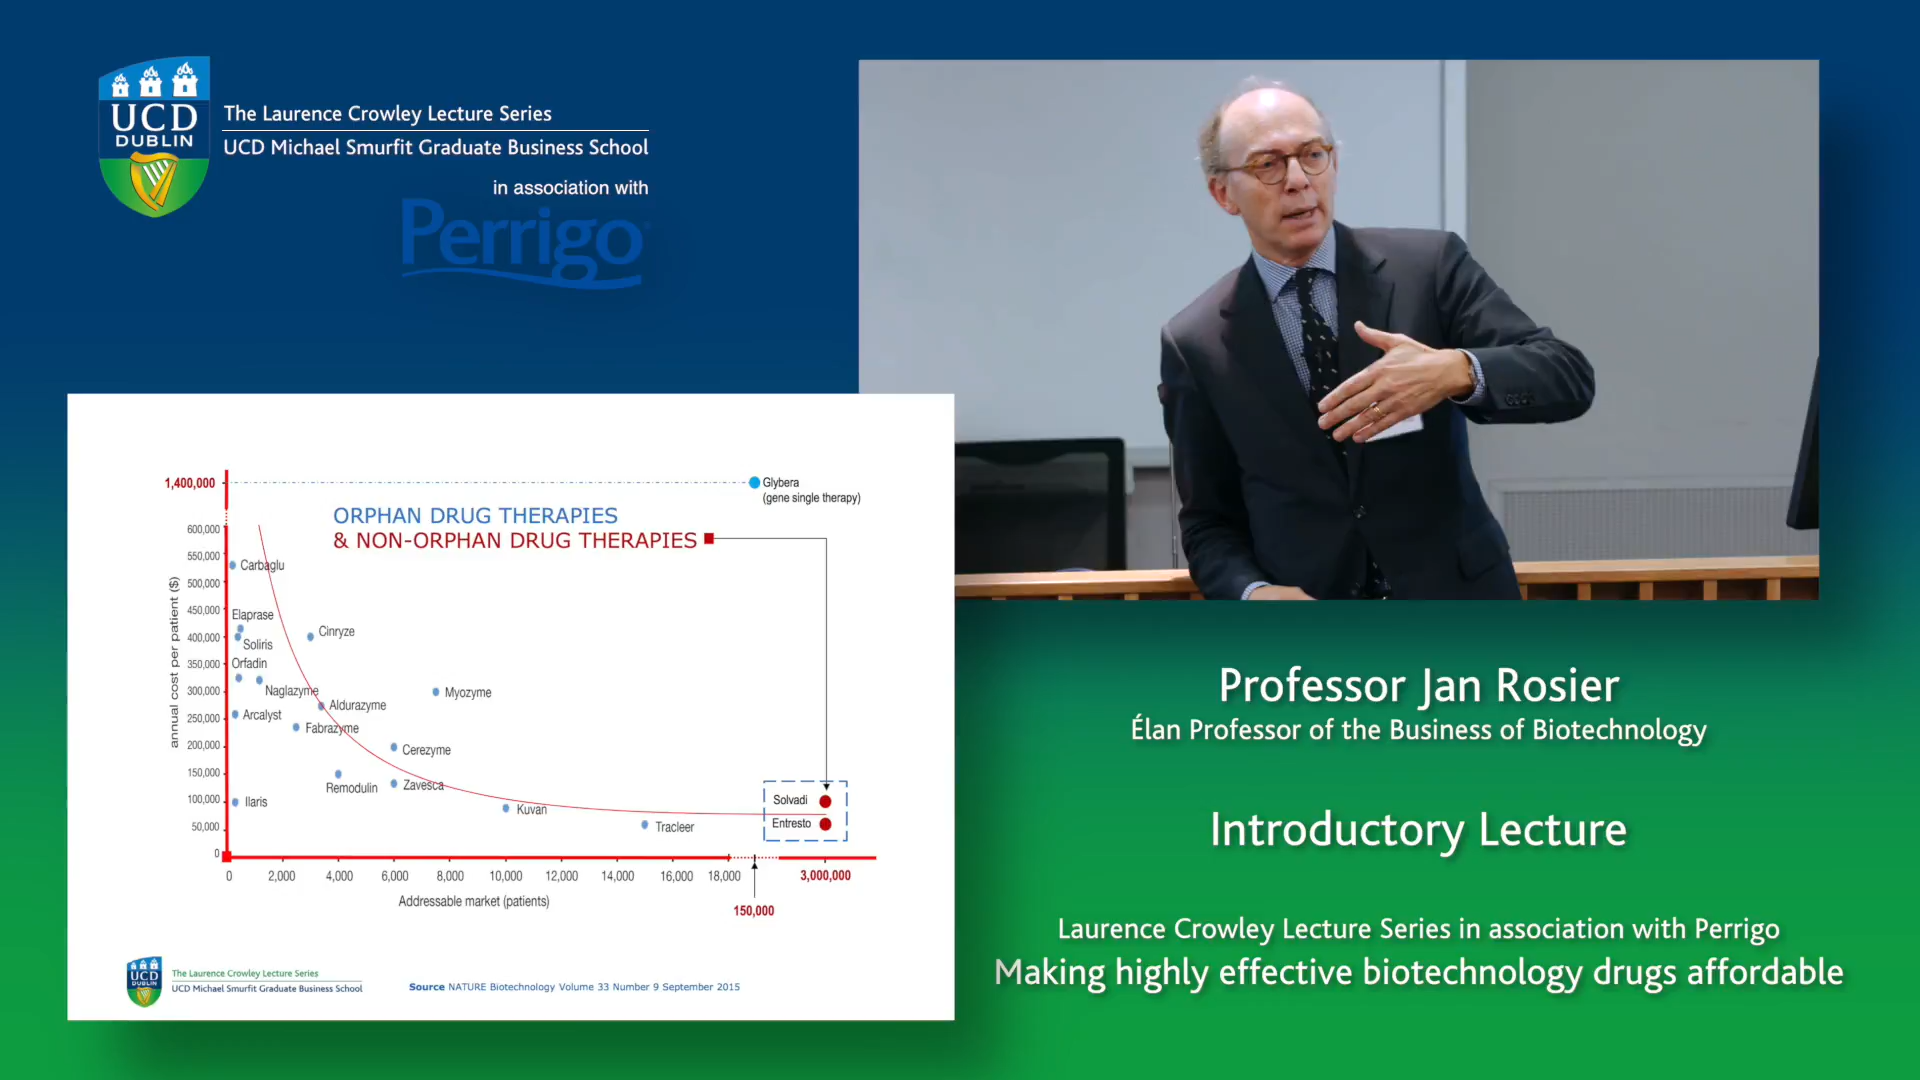 UCD
DUBLIN
The Laurence Crowley Lecture Series
UCD Michael Smurfit Graduate Business School
in association with
Perrigo
1,400,000
Glybera
(gene single therapy)
ORPHAN DRUG THERAPIES
& NON-ORPHAN DRUG THERAPIES
annual cost per patient ($)
600,000
550,000
500,000
450,000
400,000
350,000
300,000
250,000
200,000
150,000
100,000
50,000
0
Carbaglu
Elaprase
Cinryze
Soliris
Orfadin
Naglazyme
Myozyme
Aldurazyme
Arcalyst
Fabrazyme
Cerezyme
Remodulin
Zavesca
Ilaris
Kuvan
Tracleer
Solvadi
Entresto
0 2,000 4,000 6,000 8,000 10,000 12,000 14,000 16,000 18,000 3,000,000
Addressable market (patients)
150,000
UCD
DUBLIN
The Laurence Crowley Lecture Series
UCD Michael Smurfit Graduate Business School
Source NATURE Biotechnology Volume 33 Number 9 September 2015
Professor Jan Rosier
Élan Professor of the Business of Biotechnology
Introductory Lecture
Laurence Crowley Lecture Series in association with Perrigo
Making highly effective biotechnology drugs affordable